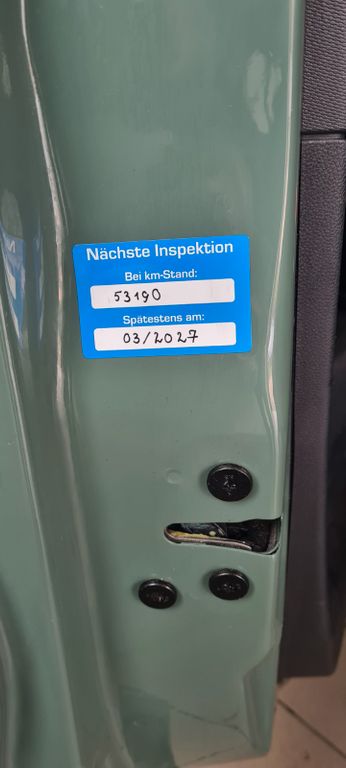 Nächste Inspektion
Bei km-Stand:
53190
Spätestens am:
03/2027